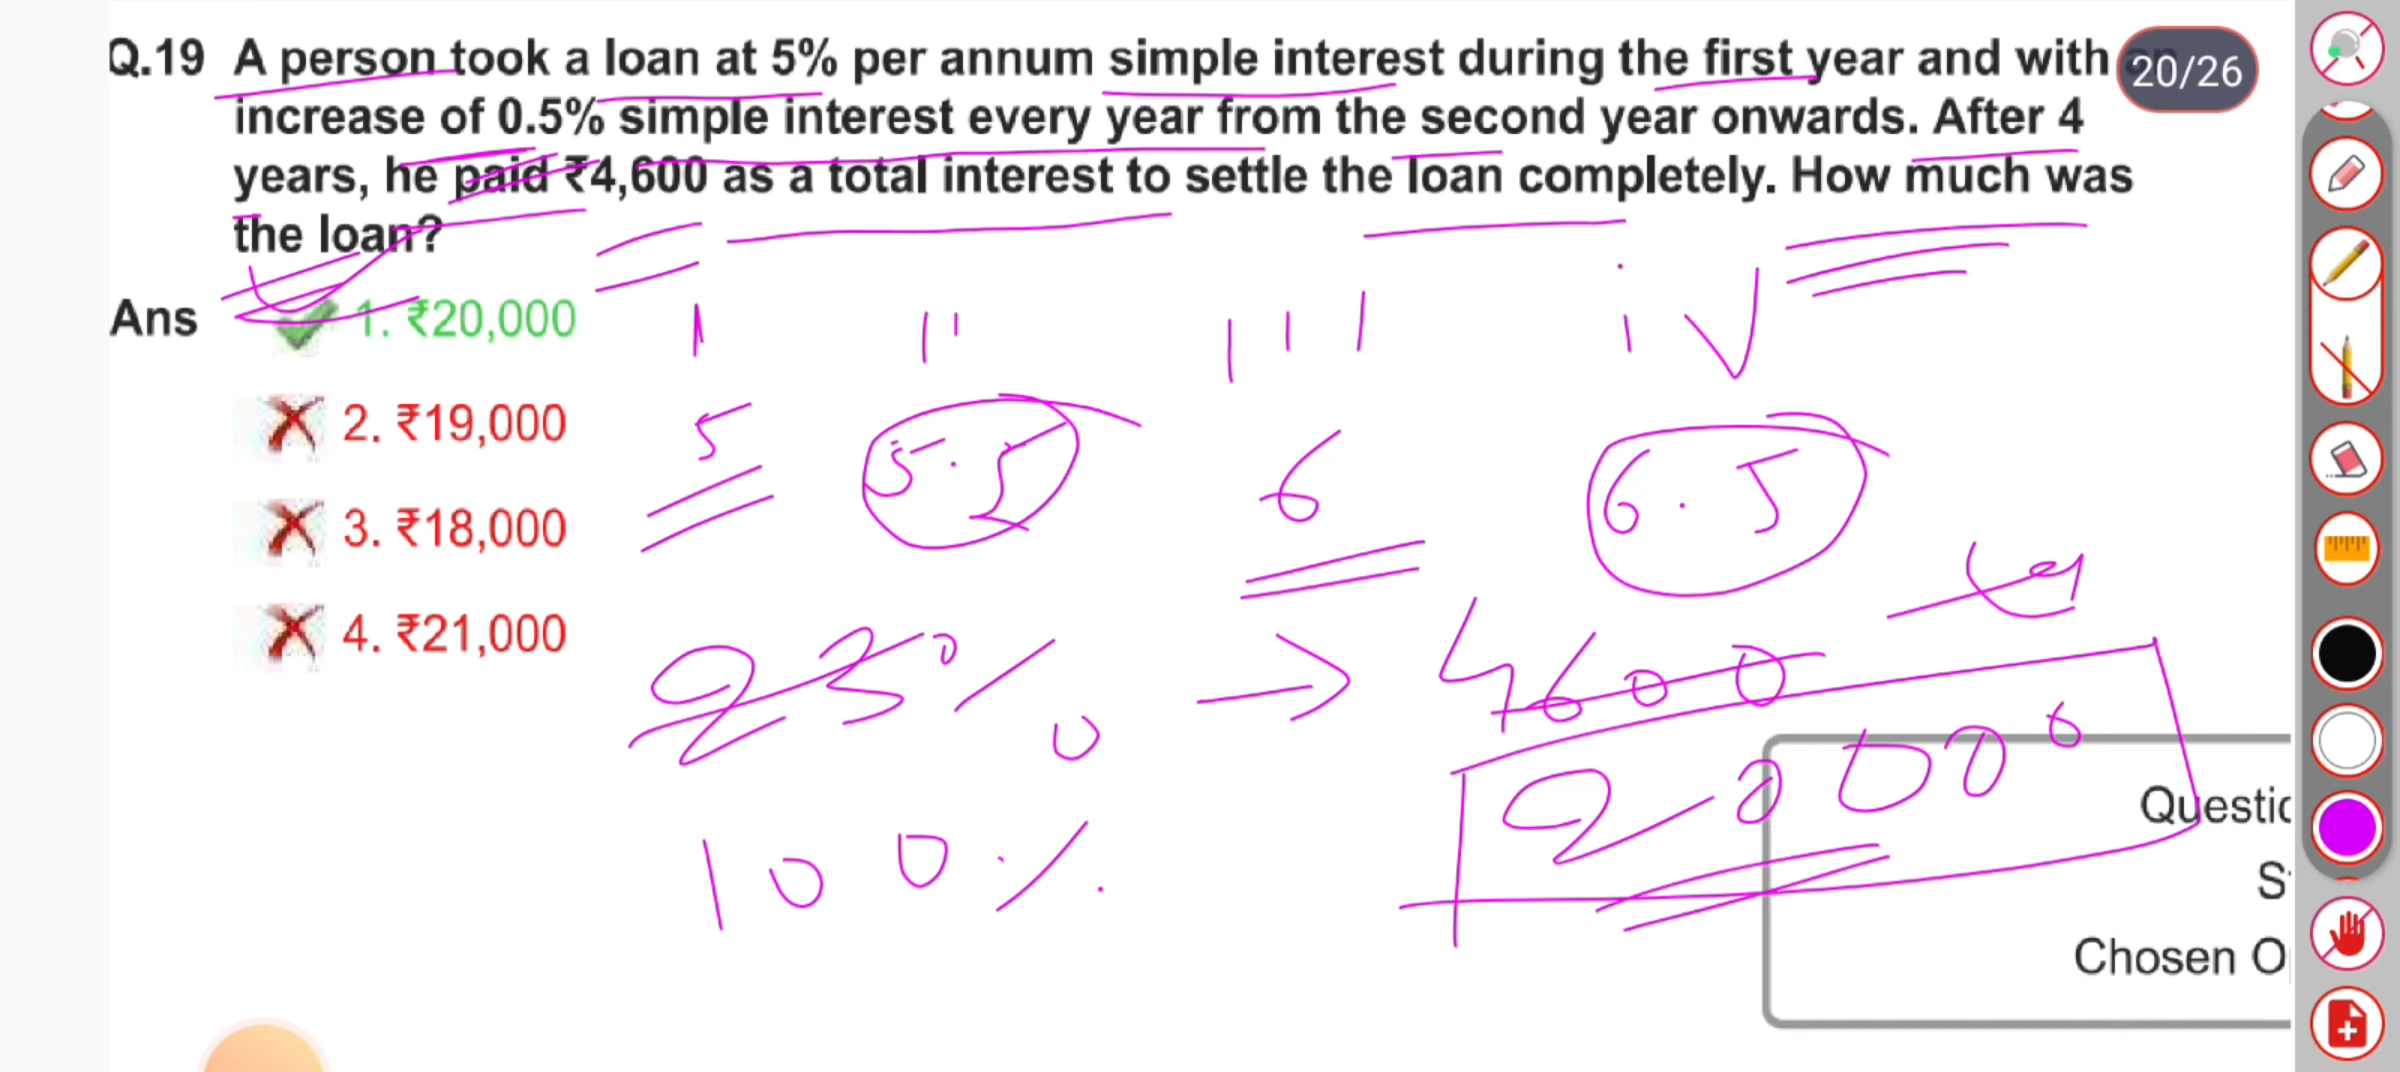 Q.19 A person took a loan at 5% per annum simple interest during the first year and with
20/26
increase of 0.5% simple interest every year from the second year onwards. After 4
years, he paid ₹4,600 as a total interest to settle the loan completely. How much was
the loan?
Ans 1. ₹20,000
I II III iv
2. ₹19,000
5 5.5 6 6.5
3. ₹18,000
4. ₹21,000
23% → 4600
100% 20000
Questio
Chosen O